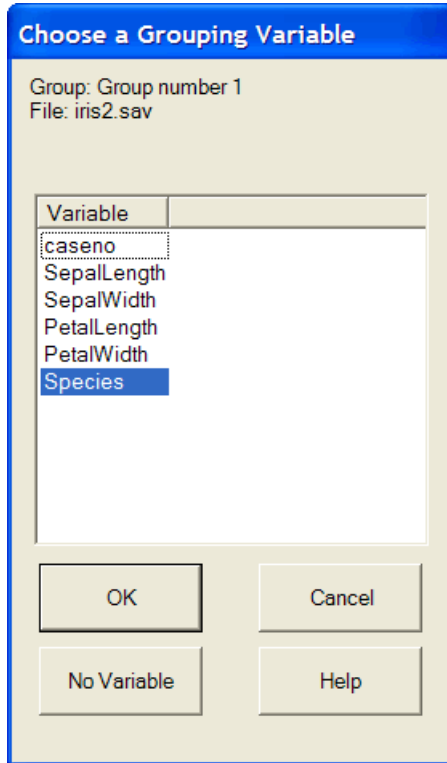 Choose a Grouping Variable
Group: Group number 1
File: iris2.sav
Variable
caseno
SepalLength
SepalWidth
PetalLength
PetalWidth
Species
OK
Cancel
No Variable
Help